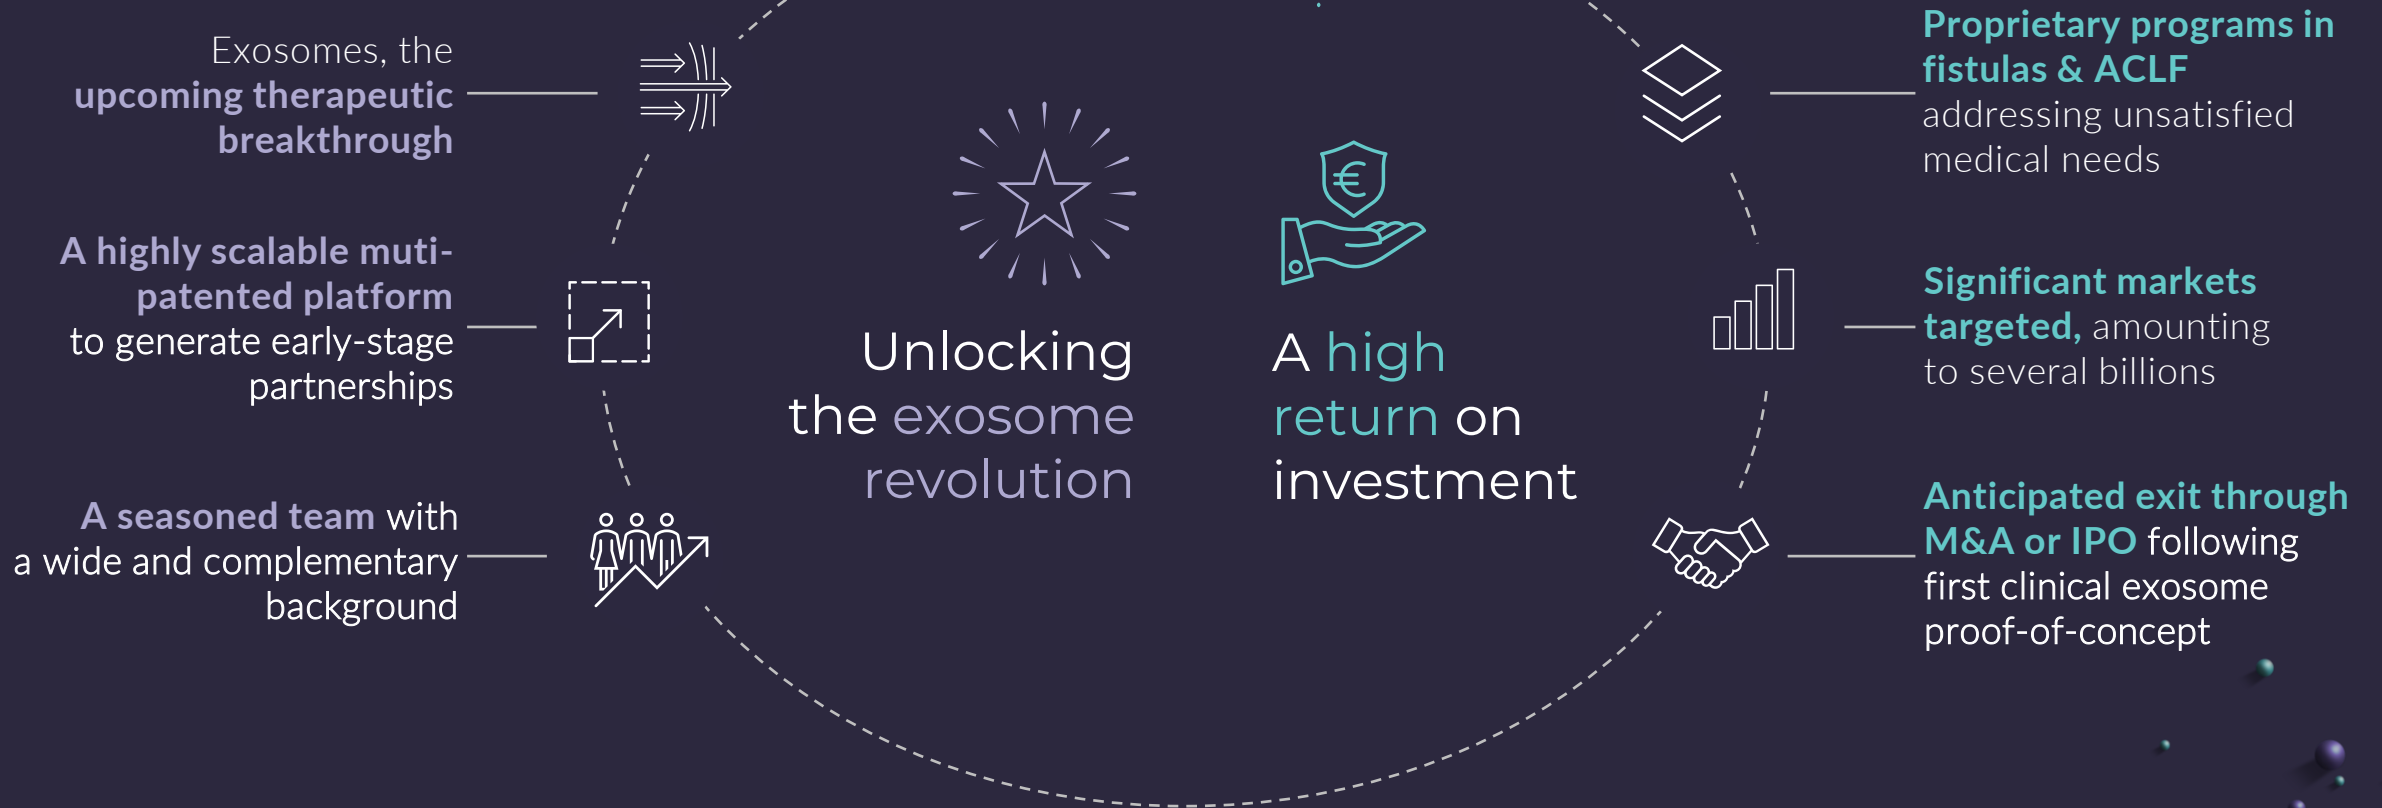 Exosomes, the
upcoming therapeutic
breakthrough
A highly scalable muti-
patented platform
to generate early-stage
partnerships
A seasoned team with
a wide and complementary
background
Unlocking
the exosome
revolution
€
A high
return on
investment
Proprietary programs in
fistulas & ACLF
addressing unsatisfied
medical needs
Significant markets
targeted, amounting
to several billions
Anticipated exit through
M&A or IPO following
first clinical exosome
proof-of-concept